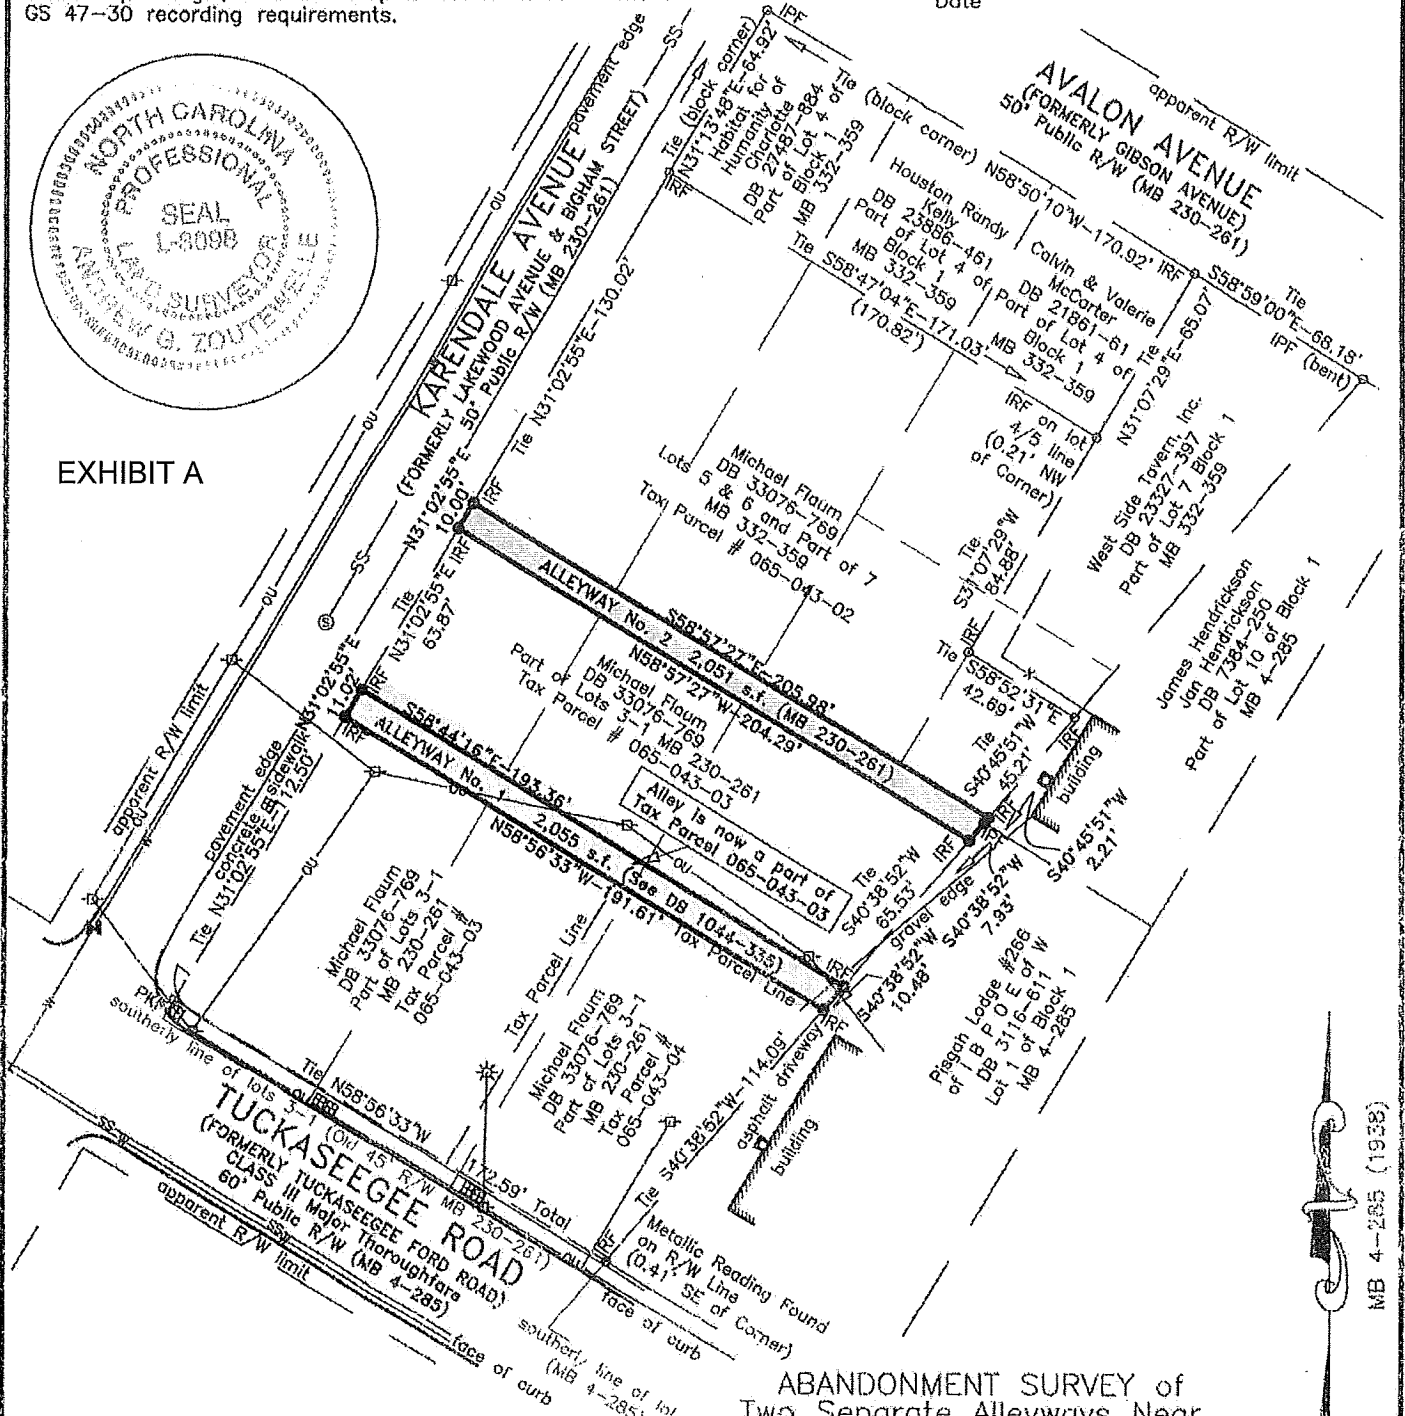 GS 47-30 recording requirements.
Date
NORTH CAROLINA
PROFESSIONAL
SEAL
LAND SURVEYOR
ANDREW G. ZOUTEWELLE
EXHIBIT A
pavement edge
SS
OU
KARENDALE AVENUE
(FORMERLY LAKEWOOD AVENUE & BIGHAM STREET)
50' Public R/W (MB 230-261)
IPF
Tie (block corner)
N31°13'48"E-64.92'
IRF
Habitat for
Humanity of
Charlotte
DB 27487-884
Part of Lot 4 of
Block 1
MB 332-359
Tie
(block corner) N58°50'10"W-170.92' IRF
apparent R/W limit
AVALON AVENUE
(FORMERLY GIBSON AVENUE)
50' Public R/W (MB 230-261)
Houston Randy
Kelly
DB 23886-461
Part of Lot 4 of
Block 1
MB 332-359
Calvin & Valerie
McCarter
DB 21861-61
Part of Lot 4 of
Block 1
MB 332-359
Tie
S58°59'00"E-68.18'
IPF (bent)
Tie S58°47'04"E-171.03'
(170.82')
Tie
N31°07'29"E-65.07'
IRF on lot
4/5 line
(0.21' NW
of Corner)
Tie N31°02'55"E-130.02'
West Side Tavern, Inc.
DB 23327-397
Part of Lot 7 Block 1
MB 332-359
Michael Flaum
DB 33076-769
Lots 5 & 6 and Part of 7
MB 332-359
Tax Parcel # 065-043-02
N31°02'55"E
10.00'
IRF
IRF
Tie
S31°07'29"W
84.88'
James Hendrickson
Jan Hendrickson
DB 7384-250
Part of Lot 10 of Block 1
MB 4-285
S58°57'27"E-205.98'
ALLEYWAY No. 2 2,051 s.f. (MB 230-261)
N58°57'27"W-204.29'
IRF
Tie
S58°52'31"E
42.69'
IRF
Tie
N31°02'55"E
63.87'
Michael Flaum
DB 33076-769
Part of Lots 3-1 MB 230-261
Tax Parcel # 065-043-03
Tie
S40°45'51"W
45.21'
building
IRF
IRF
S40°45'51"W
2.21'
N31°02'55"E
11.02'
IRF
IRF
S58°44'16"E-193.36'
ALLEYWAY No. 1 2,055 s.f. (See DB 1044-335)
N58°56'33"W-191.61' Tax Parcel Line
OU
Alley is now a part of
Tax Parcel 065-043-03
Tie
S40°38'52"W
65.53'
gravel edge
S40°38'52"W
7.93'
IRF
S40°38'52"W
10.48'
IRF
apparent R/W limit
OU
W
pavement edge
concrete sidewalk
Tie N31°02'55"E-112.50'
OU
Michael Flaum
DB 33076-769
Part of Lots 3-1
MB 230-261
Tax Parcel #
065-043-03
Tax Parcel Line
Michael Flaum
DB 33076-769
Part of Lots 3-1
MB 230-261
Tax Parcel #
065-043-04
Pisgah Lodge #266
of I B P O E of W
DB 3116-611
Lot 1 of Block 1
MB 4-285
Tie S40°38'52"W-114.09'
asphalt driveway
building
southerly line of lots 3-1 (Old 45' R/W MB 230-261)
Tie N58°56'33"W
172.59' Total
TUCKASEEGEE ROAD
(FORMERLY TUCKASEEGEE FORD ROAD)
CLASS III Major Thoroughfare
60' Public R/W (MB 4-285)
apparent R/W limit
SS
W
OU
IRF
Metallic Reading Found
on R/W Line
(0.41' SE of Corner)
face of curb
face of curb
southerly line of lot
(MB 4-285)
MB 4-285 (1938)
ABANDONMENT SURVEY of
Two Separate Alleyways Near